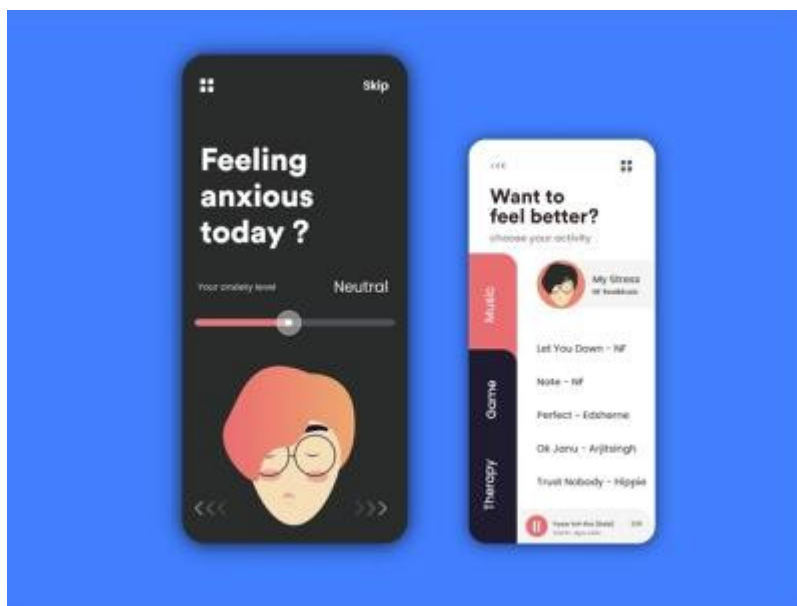 Skip
Feeling
anxious
today ?
Your anxiety level
Neutral
Want to
feel better?
choose your activity
Music
Game
Therapy
My Stress
Let You Down - NF
Note - NF
Perfect - Edsherne
Ok Janu - Arjitsingh
Trust Nobody - Hippie